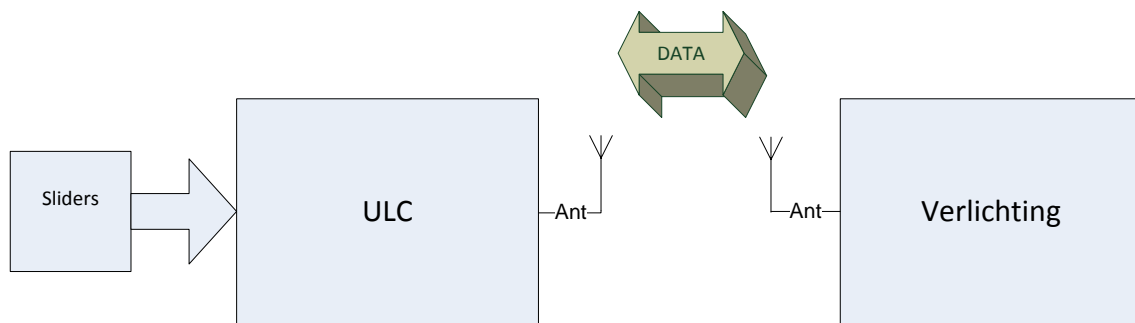 DATA
Sliders
ULC
Ant
Ant
Verlichting